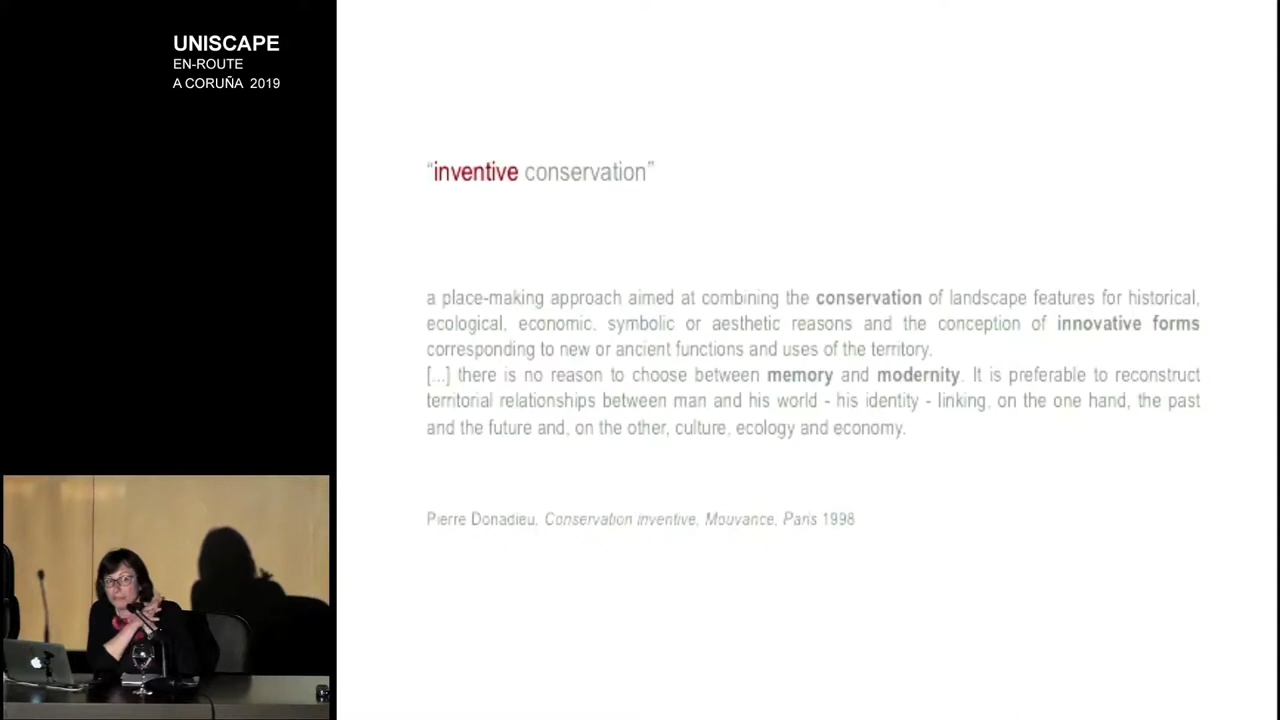 UNISCAPE
EN-ROUTE
A CORUÑA 2019
“inventive conservation”
a place-making approach aimed at combining the conservation of landscape features for historical,
ecological, economic, symbolic or aesthetic reasons and the conception of innovative forms
corresponding to new or ancient functions and uses of the territory.
[...] there is no reason to choose between memory and modernity. It is preferable to reconstruct
territorial relationships between man and his world - his identity - linking, on the one hand, the past
and the future and, on the other, culture, ecology and economy.
Pierre Donadieu, Conservation inventive, Mouvance, Paris 1998